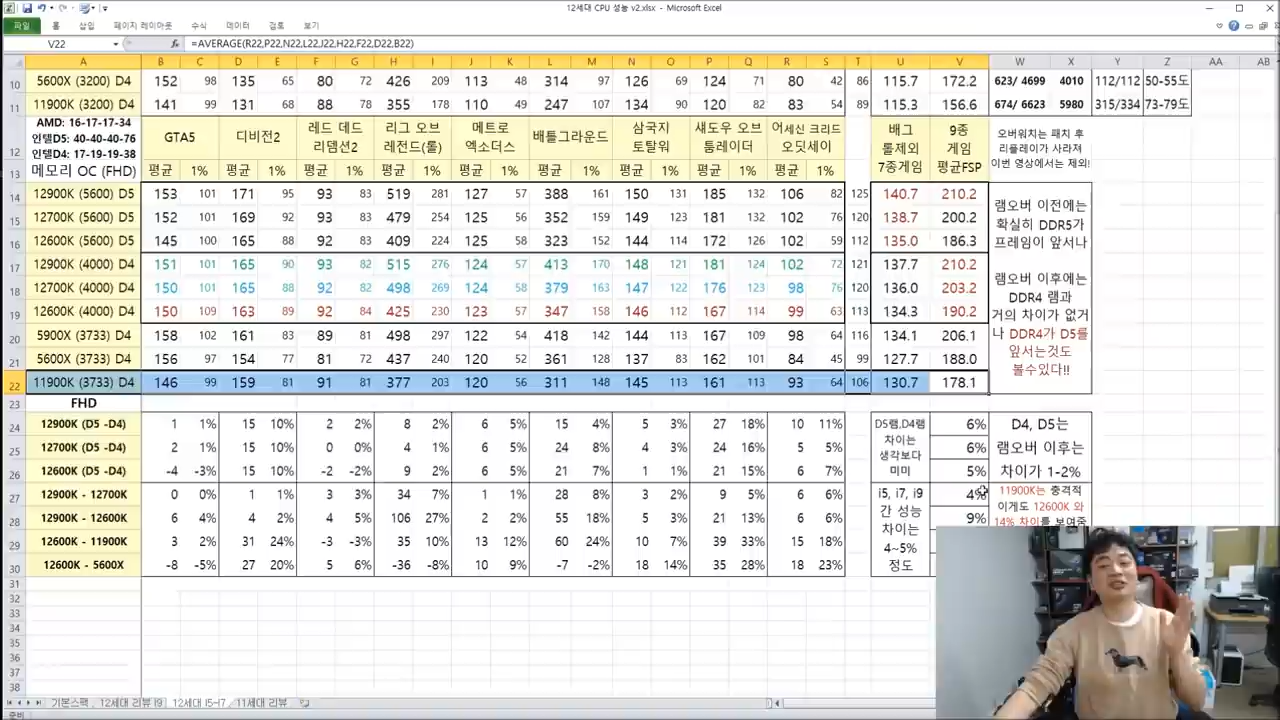 12세대 CPU 성능 v2.xlsx - Microsoft Excel
파일 홈 삽입 페이지 레이아웃 수식 데이터 검토 보기
V22 fx =AVERAGE(R22,P22,N22,L22,J22,H22,F22,D22,B22)
A B C D E F G H I J K L M N O P Q R S T U V W X Y Z AA AB
10 5600X (3200) D4 152 98 135 65 80 72 426 209 113 48 314 97 126 69 124 71 80 42 86 115.7 172.2 623/ 4699 4010 112/112 50-55도
11 11900K (3200) D4 141 99 131 68 88 78 355 178 110 49 247 107 134 90 120 82 83 54 89 115.3 156.6 674/ 6623 5980 315/334 73-79도
12 AMD: 16-17-17-34
인텔D5: 40-40-40-76
인텔D4: 17-19-19-38
GTA5 디비전2 레드 데드 리뎀션2 리그 오브 레전드(롤) 메트로 엑소더스 배틀그라운드 삼국지 토탈워 섀도우 오브 툼레이더 어세신 크리드 오딧세이
배그 롤제외 7종게임
9종 게임 평균FSP
오버워치는 패치 후
리플레이가 사라져
이번 영상에서는 제외!
13 메모리 OC (FHD) 평균 1% 평균 1% 평균 1% 평균 1% 평균 1% 평균 1% 평균 1% 평균 1% 평균 1%
14 12900K (5600) D5 153 101 171 95 93 83 519 281 127 57 388 161 150 131 185 132 106 82 125 140.7 210.2
15 12700K (5600) D5 152 101 169 92 93 83 479 254 125 56 352 159 149 123 181 132 102 76 138.7 200.2
16 12600K (5600) D5 145 100 165 88 92 83 409 224 125 58 323 152 144 114 172 126 102 59 112 135.0 186.3
17 12900K (4000) D4 151 101 165 90 93 82 515 276 124 57 413 170 148 121 181 124 102 72 121 137.7 210.2
18 12700K (4000) D4 150 101 165 88 92 82 498 269 124 57 379 163 147 122 176 123 98 76 120 136.0 203.2
19 12600K (4000) D4 150 109 163 89 92 84 425 230 123 57 347 158 146 112 167 114 99 63 113 134.3 190.2
20 5900X (3733) D4 158 102 161 83 89 84 498 297 122 54 418 148 144 113 167 109 98 64 116 134.1 206.1
21 5600X (3733) D4 156 97 154 77 81 72 437 240 120 56 361 128 137 83 162 101 84 45 99 127.7 188.0
22 11900K (3733) D4 146 99 159 81 91 81 377 203 120 56 311 148 145 113 161 113 93 64 106 130.7 178.1
램오버 이전에는
확실히 DDR5가
프레임이 앞서나
램오버 이후에는
DDR4 램과
거의 차이가 없거
나 DDR4가 D5를
앞서는것도
볼수있다!!
23 FHD
24 12900K (D5 -D4) 1 1% 15 10% 2 2% 8 2% 6 5% 15 4% 5 3% 27 18% 10 11% 6%
25 12700K (D5 -D4) 2 1% 15 10% 0 0% 4 1% 6 5% 24 8% 4 3% 24 16% 5 5% 6%
26 12600K (D5 -D4) -4 -3% 15 10% -2 -2% 9 2% 6 5% 21 7% 1 1% 21 15% 6 7% 5%
27 12900K - 12700K 0 0% 1 1% 3 3% 34 7% 1 1% 28 8% 3 2% 9 5% 6 6% 4%
28 12900K - 12600K 6 4% 4 2% 4 5% 106 27% 2 2% 55 18% 5 3% 21 13% 6 6% 9%
29 12600K - 11900K 3 2% 31 24% -3 -3% 35 10% 13 12% 60 24% 10 7% 39 33% 15 18%
30 12600K - 5600X -8 -5% 27 20% 5 6% -36 -8% 10 9% -7 -2% 18 14% 35 28% 18 23%
D5램,D4램
차이는
생각보다
미미
i5, i7, i9
간 성능
차이는
4~5%
정도
D4, D5는
램오버 이후는
차이가 1-2%
11900K는 충격적
이게도 12600K 와
14% 차이를 보여줌
31
32
33
34
35
36
37
38
기본스팩 12세대 리뷰 i9 12세대 i5-i7 11세대 리뷰
준비